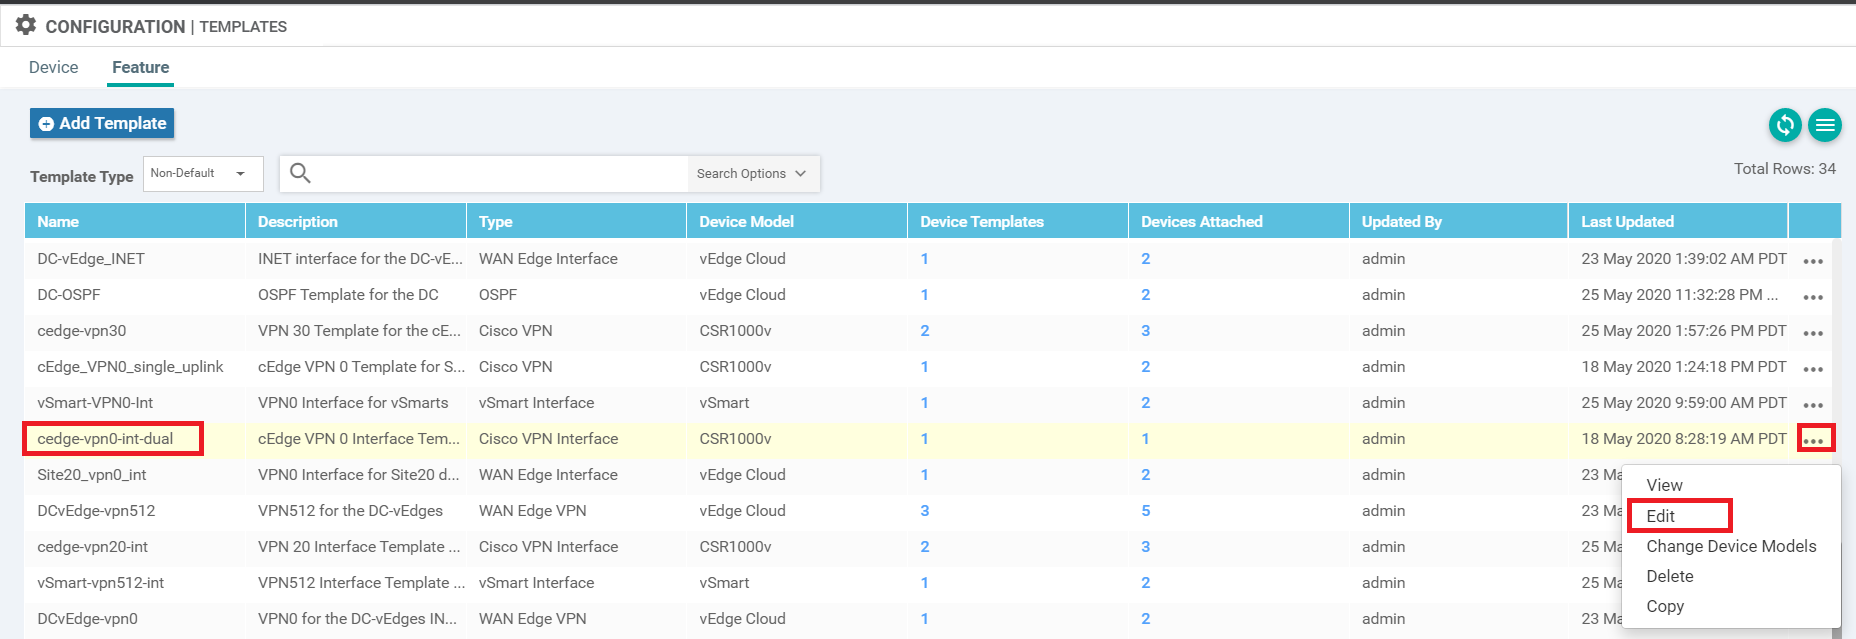 CONFIGURATION | TEMPLATES
Device Feature
Add Template
Template Type Non-Default Search Options Total Rows: 34
Name Description Type Device Model Device Templates Devices Attached Updated By Last Updated
DC-vEdge_INET INET interface for the DC-vE... WAN Edge Interface vEdge Cloud 1 2 admin 23 May 2020 1:39:02 AM PDT
DC-OSPF OSPF Template for the DC OSPF vEdge Cloud 1 2 admin 25 May 2020 11:32:28 PM ...
cedge-vpn30 VPN 30 Template for the cE... Cisco VPN CSR1000v 2 3 admin 25 May 2020 1:57:26 PM PDT
cEdge_VPN0_single_uplink cEdge VPN 0 Template for S... Cisco VPN CSR1000v 1 2 admin 18 May 2020 1:24:18 PM PDT
vSmart-VPN0-Int VPN0 Interface for vSmarts vSmart Interface vSmart 1 2 admin 25 May 2020 9:59:00 AM PDT
cedge-vpn0-int-dual cEdge VPN 0 Interface Tem... Cisco VPN Interface CSR1000v 1 1 admin 18 May 2020 8:28:19 AM PDT
Site20_vpn0_int VPN0 Interface for Site20 d... WAN Edge Interface vEdge Cloud 1 2 admin 23 Ma
View
DCvEdge-vpn512 VPN512 for the DC-vEdges WAN Edge VPN vEdge Cloud 3 5 admin 23 Ma
Edit
cedge-vpn20-int VPN 20 Interface Template ... Cisco VPN Interface CSR1000v 2 3 admin 25 Ma
Change Device Models
vSmart-vpn512-int VPN512 Interface Template ... vSmart Interface vSmart 1 2 admin 25 Ma
Delete
DCvEdge-vpn0 VPN0 for the DC-vEdges IN... WAN Edge VPN vEdge Cloud 1 2 admin 23 Ma
Copy